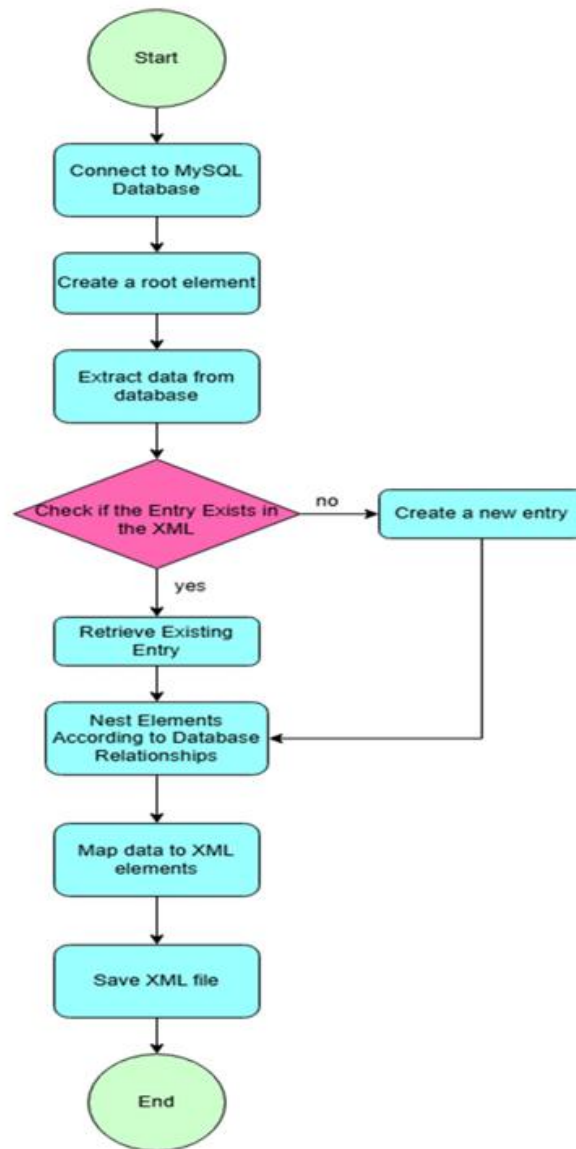 Start
Connect to MySQL
Database
Create a root element
Extract data from
database
Check if the Entry Exists in
the XML
no
Create a new entry
yes
Retrieve Existing
Entry
Nest Elements
According to Database
Relationships
Map data to XML
elements
Save XML file
End